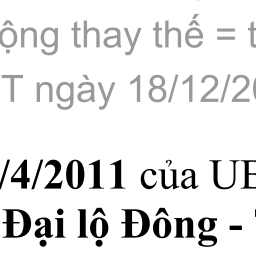 ộng thay thế = t
T ngày 18/12/2
/4/2011 của UB
Đại lộ Đông -